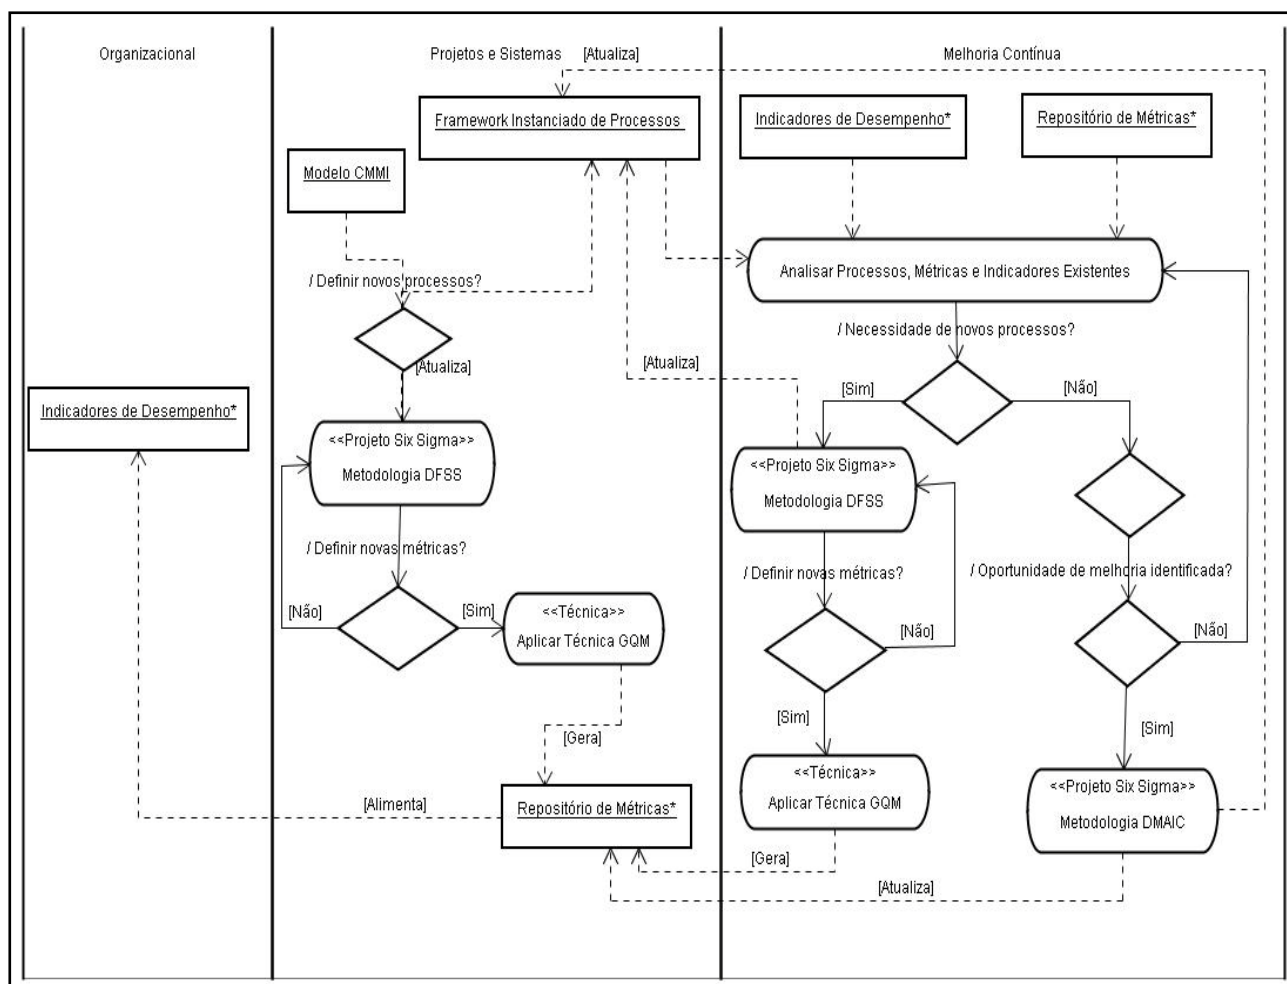 Organizacional
Projetos e Sistemas
[Atualiza]
Melhoria Contínua
Framework Instanciado de Processos
Indicadores de Desempenho*
Repositório de Métricas*
Modelo CMMI
Analisar Processos, Métricas e Indicadores Existentes
/ Definir novos processos?
/ Necessidade de novos processos?
[Atualiza]
[Atualiza]
[Sim]
[Não]
Indicadores de Desempenho*
<<Projeto Six Sigma>>
Metodologia DFSS
<<Projeto Six Sigma>>
Metodologia DFSS
/ Definir novas métricas?
/ Definir novas métricas?
/ Oportunidade de melhoria identificada?
[Não]
[Sim]
<<Técnica>>
Aplicar Técnica GQM
[Não]
[Não]
[Sim]
[Sim]
[Gera]
<<Técnica>>
Aplicar Técnica GQM
<<Projeto Six Sigma>>
Metodologia DMAIC
[Alimenta]
Repositório de Métricas*
[Gera]
[Atualiza]